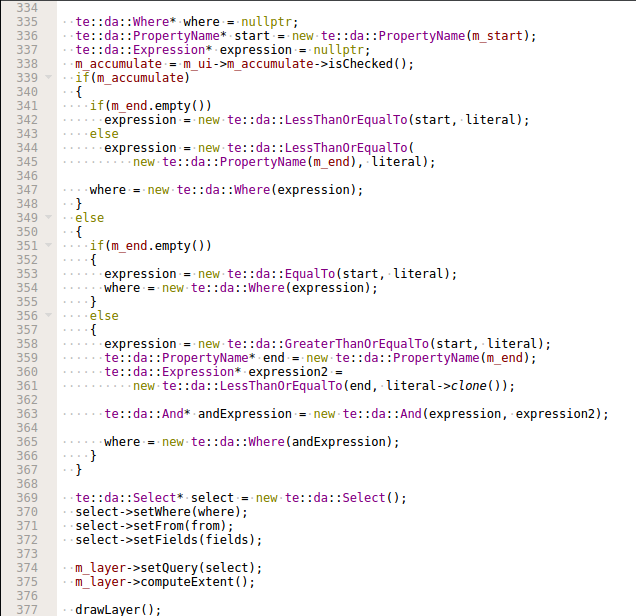 334
335 te::da::Where* where = nullptr;
336 te::da::PropertyName* start = new te::da::PropertyName(m_start);
337 te::da::Expression* expression = nullptr;
338 m_accumulate = m_ui->m_accumulate->isChecked();
339 if(m_accumulate)
340 {
341 if(m_end.empty())
342 expression = new te::da::LessThanOrEqualTo(start, literal);
343 else
344 expression = new te::da::LessThanOrEqualTo(
345 new te::da::PropertyName(m_end), literal);
346
347 where = new te::da::Where(expression);
348 }
349 else
350 {
351 if(m_end.empty())
352 {
353 expression = new te::da::EqualTo(start, literal);
354 where = new te::da::Where(expression);
355 }
356 else
357 {
358 expression = new te::da::GreaterThanOrEqualTo(start, literal);
359 te::da::PropertyName* end = new te::da::PropertyName(m_end);
360 te::da::Expression* expression2 =
361 new te::da::LessThanOrEqualTo(end, literal->clone());
362
363 te::da::And* andExpression = new te::da::And(expression, expression2);
364
365 where = new te::da::Where(andExpression);
366 }
367 }
368
369 te::da::Select* select = new te::da::Select();
370 select->setWhere(where);
371 select->setFrom(from);
372 select->setFields(fields);
373
374 m_layer->setQuery(select);
375 m_layer->computeExtent();
376
377 drawLayer();